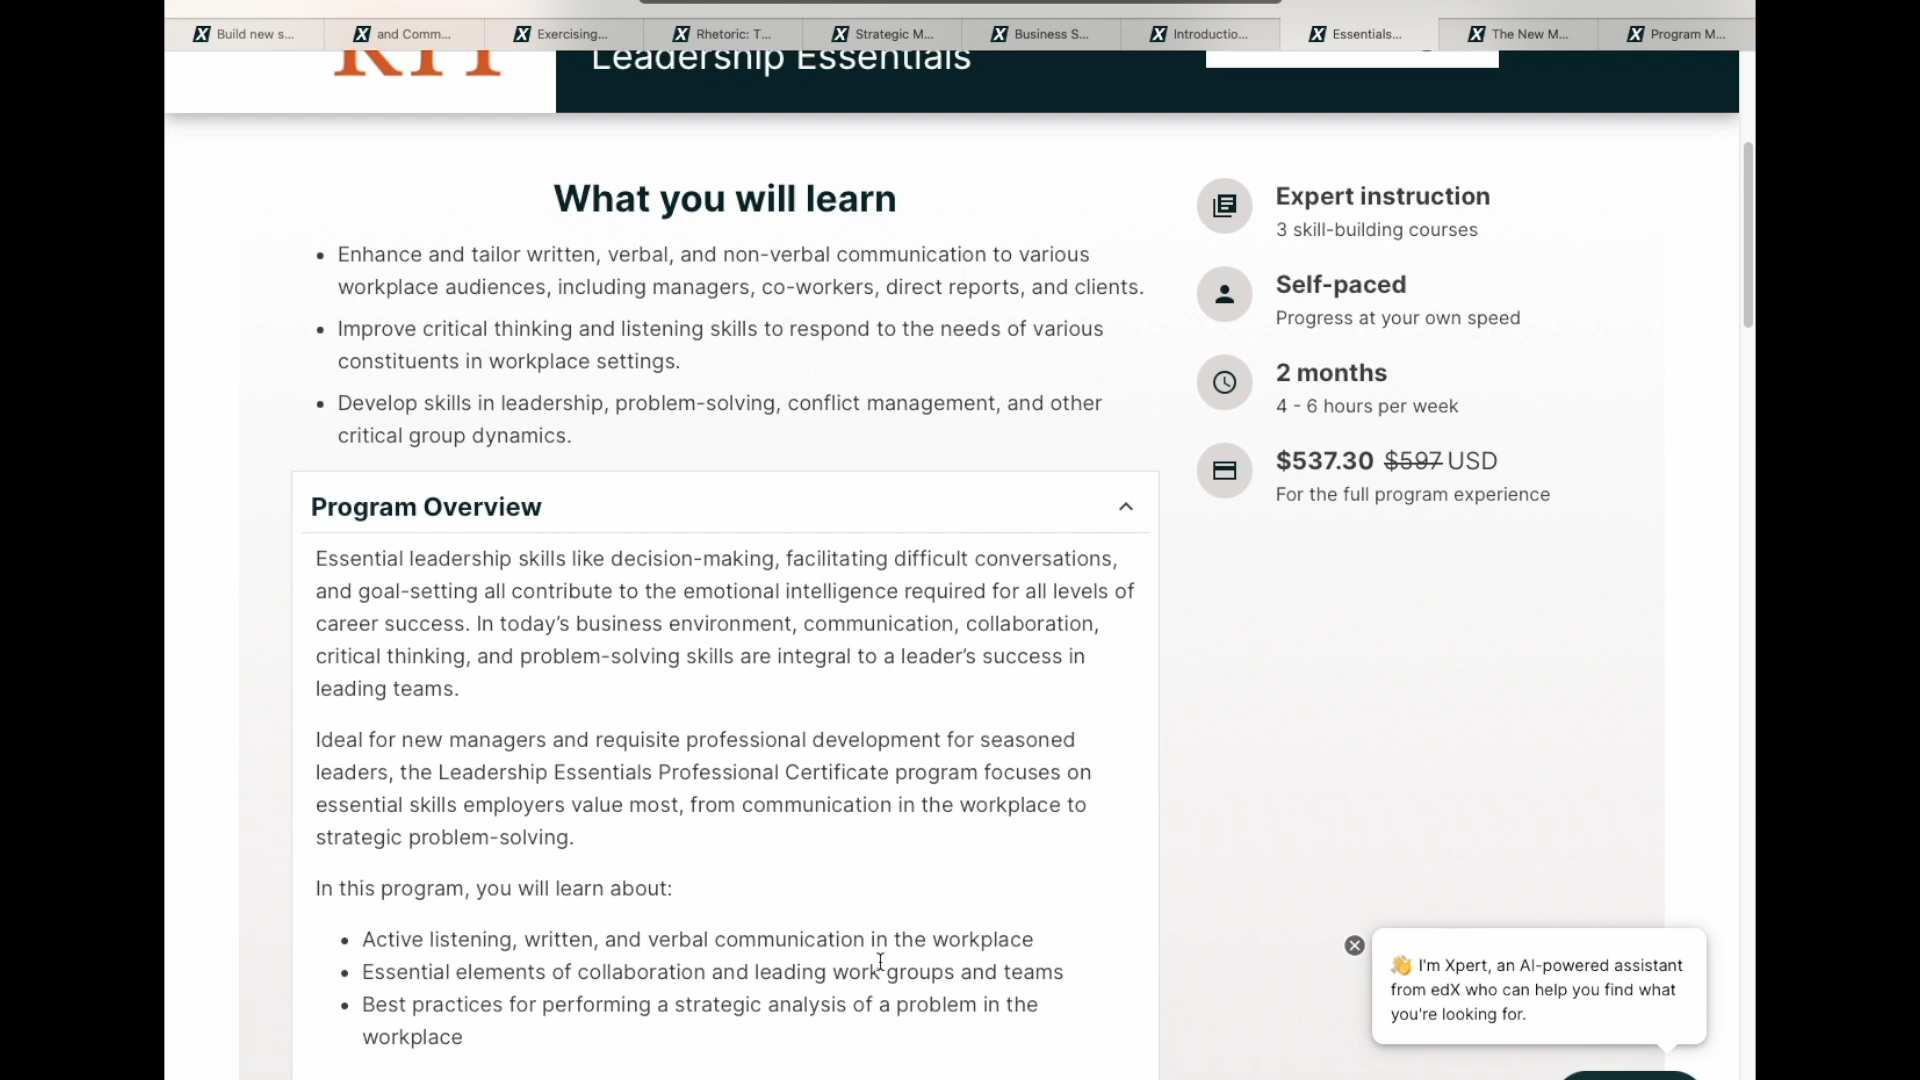 Build new s...
and Comm...
Exercising...
Rhetoric: T...
Strategic M...
Business S...
Introductio...
Essentials...
The New M...
Program M...
RIT
Leadership Essentials
What you will learn
• Enhance and tailor written, verbal, and non-verbal communication to various
workplace audiences, including managers, co-workers, direct reports, and clients.
• Improve critical thinking and listening skills to respond to the needs of various
constituents in workplace settings.
• Develop skills in leadership, problem-solving, conflict management, and other
critical group dynamics.
Expert instruction
3 skill-building courses
Self-paced
Progress at your own speed
2 months
4 - 6 hours per week
$537.30 $597 USD
For the full program experience
Program Overview
Essential leadership skills like decision-making, facilitating difficult conversations,
and goal-setting all contribute to the emotional intelligence required for all levels of
career success. In today’s business environment, communication, collaboration,
critical thinking, and problem-solving skills are integral to a leader’s success in
leading teams.
Ideal for new managers and requisite professional development for seasoned
leaders, the Leadership Essentials Professional Certificate program focuses on
essential skills employers value most, from communication in the workplace to
strategic problem-solving.
In this program, you will learn about:
• Active listening, written, and verbal communication in the workplace
• Essential elements of collaboration and leading work groups and teams
• Best practices for performing a strategic analysis of a problem in the
workplace
👋 I'm Xpert, an AI-powered assistant
from edX who can help you find what
you're looking for.